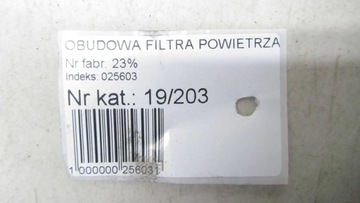 OBUDOWA FILTRA POWIETRZA
Nr fabr: 23%
Indeks: 025603
Nr kat.: 19/203
1 000000 256031